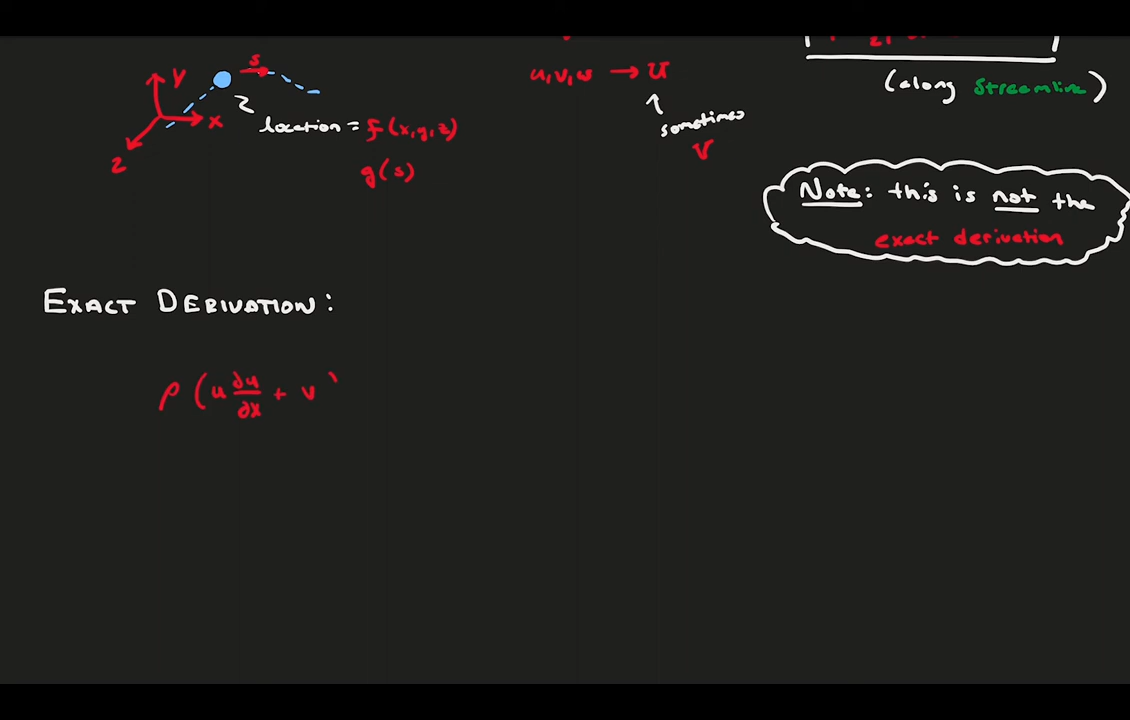 y
s
x
z
location = f(x,y,z)
g(s)
u,v,w → U
sometimes
V
(along streamline)
Note: this is not the
exact derivation
EXACT DERIVATION:
ρ (u ∂u/∂x + v